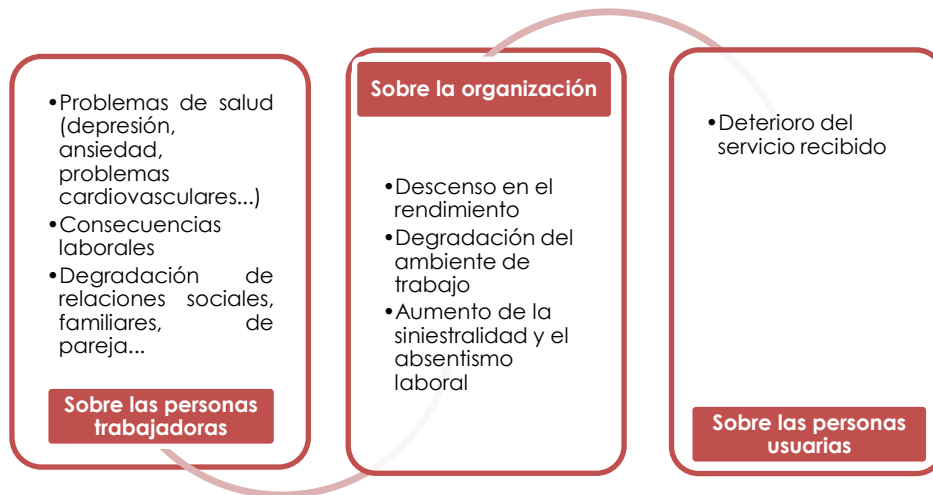 •Problemas de salud
(depresión,
ansiedad,
problemas
cardiovasculares...)
•Consecuencias
laborales
•Degradación de
relaciones sociales,
familiares, de
pareja...
Sobre las personas
trabajadoras
Sobre la organización
•Descenso en el
rendimiento
•Degradación del
ambiente de
trabajo
•Aumento de la
siniestralidad y el
absentismo
laboral
•Deterioro del
servicio recibido
Sobre las personas
usuarias